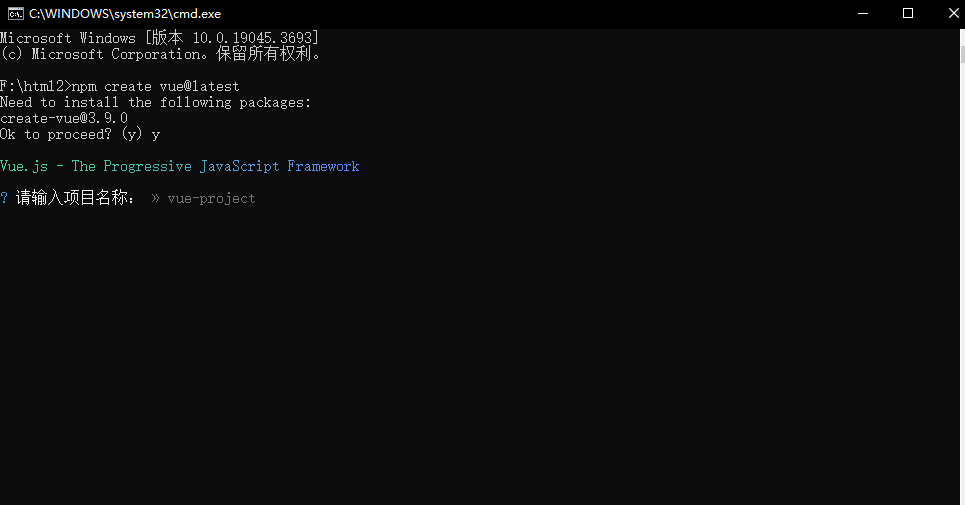 C:\WINDOWS\system32\cmd.exe
Microsoft Windows [版本 10.0.19045.3693]
(c) Microsoft Corporation。保留所有权利。
F:\html2>npm create vue@latest
Need to install the following packages:
create-vue@3.9.0
Ok to proceed? (y) y
Vue.js - The Progressive JavaScript Framework
? 请输入项目名称： » vue-project